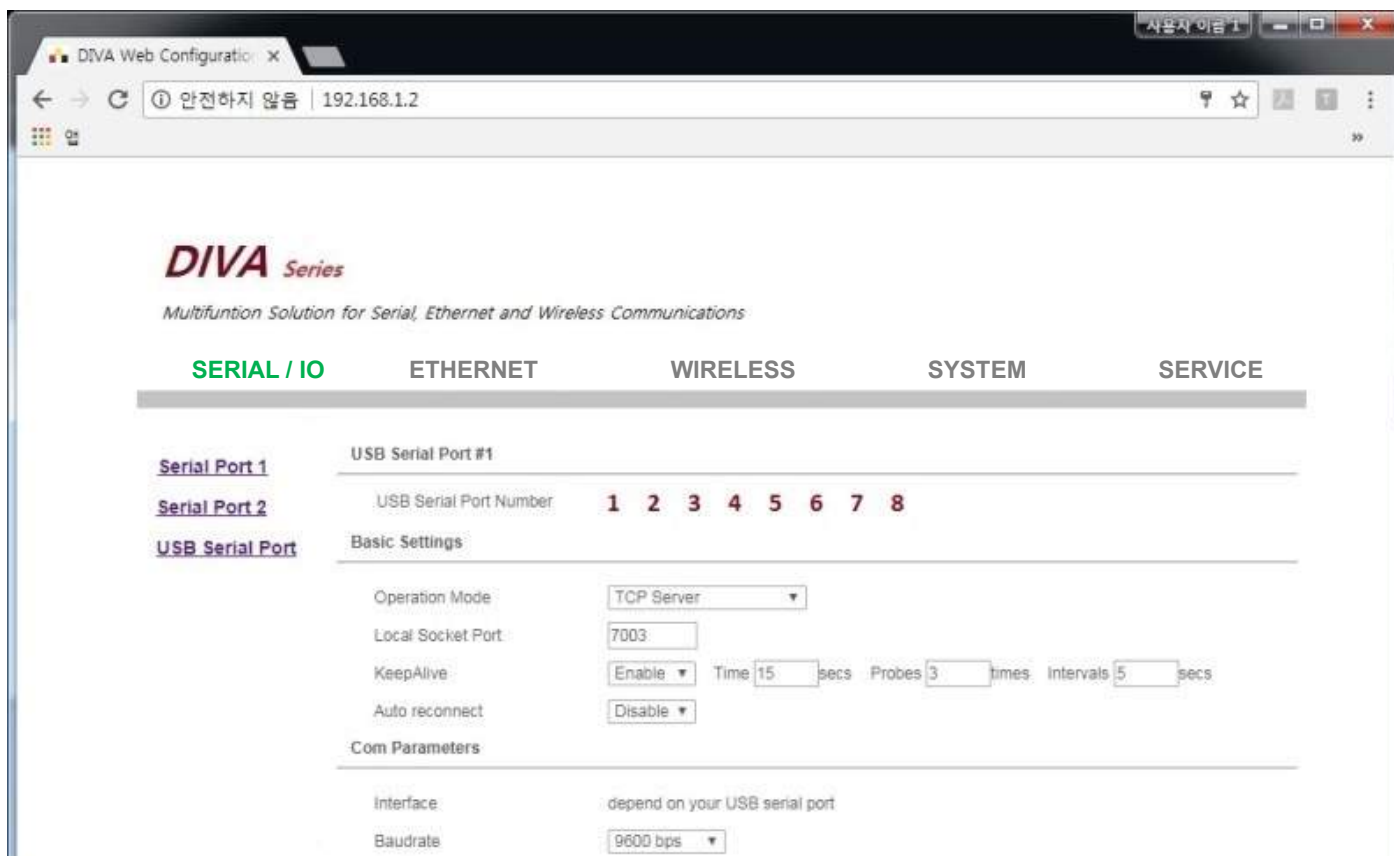 사용자 이름 1
DIVA Web Configuratio
안전하지 않음 192.168.1.2
앱
DIVA Series
Multifuntion Solution for Serial, Ethernet and Wireless Communications
SERIAL / IO ETHERNET WIRELESS SYSTEM SERVICE
Serial Port 1
Serial Port 2
USB Serial Port
USB Serial Port #1
USB Serial Port Number 1 2 3 4 5 6 7 8
Basic Settings
Operation Mode TCP Server
Local Socket Port 7003
KeepAlive Enable Time 15 secs Probes 3 times Intervals 5 secs
Auto reconnect Disable
Com Parameters
Interface depend on your USB serial port
Baudrate 9600 bps